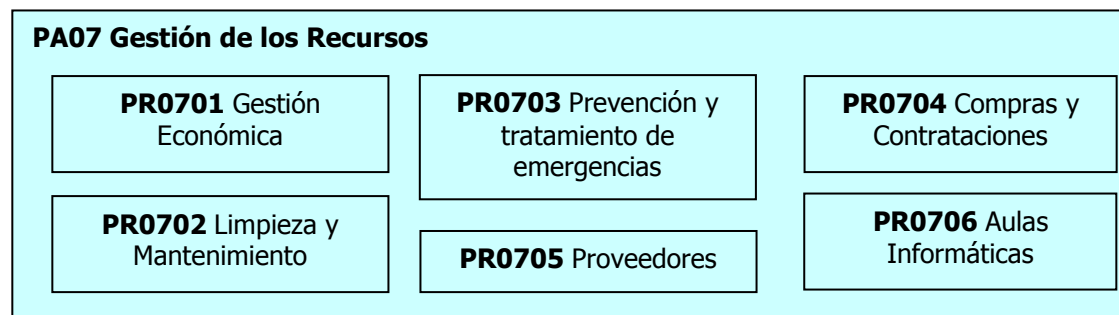 PA07 Gestión de los Recursos
PR0701 Gestión
Económica
PR0702 Limpieza y
Mantenimiento
PR0703 Prevención y
tratamiento de
emergencias
PR0705 Proveedores
PR0704 Compras y
Contrataciones
PR0706 Aulas
Informáticas